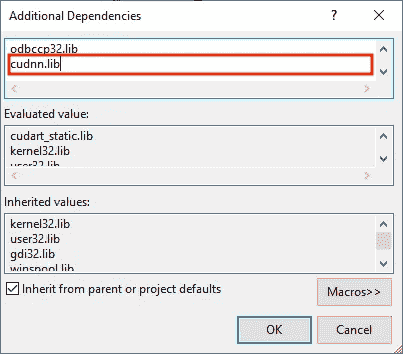 Additional Dependencies
? ×
odbccp32.lib
cudnn.lib
Evaluated value:
cudart_static.lib
kernel32.lib
user32.lib
Inherited values:
kernel32.lib
user32.lib
gdi32.lib
winspool.lib
Inherit from parent or project defaults
Macros>>
OK
Cancel